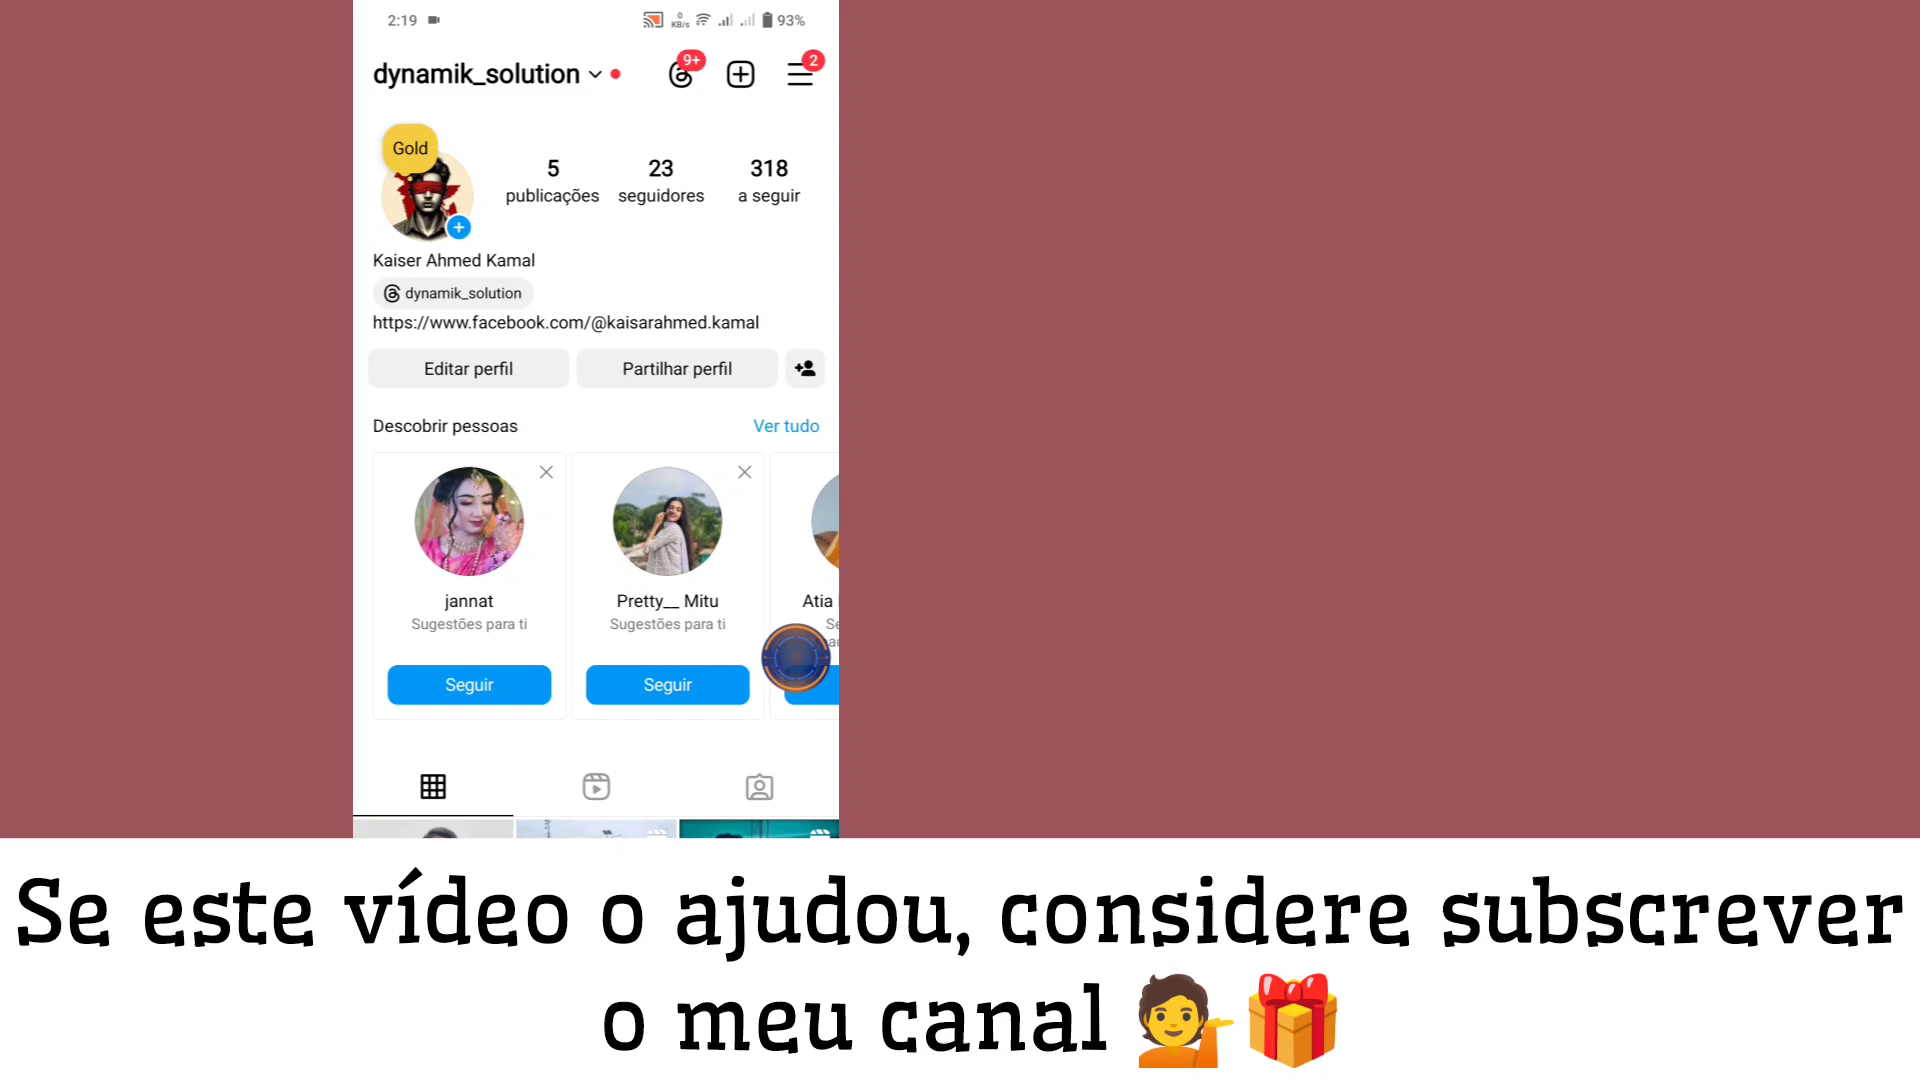 2:19
0
KB/s
93%
dynamik_solution
9+
2
Gold
5
23
318
publicações
seguidores
a seguir
Kaiser Ahmed Kamal
dynamik_solution
https://www.facebook.com/@kaisarahmed.kamal
Editar perfil
Partilhar perfil
Descobrir pessoas
Ver tudo
jannat
Pretty__ Mitu
Atia
Sugestões para ti
Sugestões para ti
Seguir
Seguir
Se este vídeo o ajudou, considere subscrever
o meu canal 💁🎁